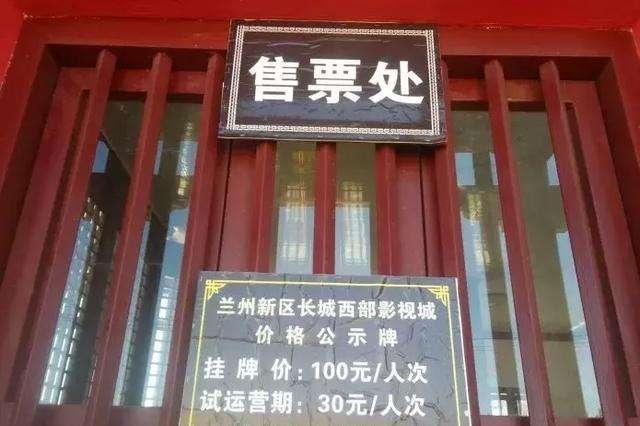 售票处
兰州新区长城西部影视城
价格公示牌
挂牌价:100元/人次
试运营期:30元/人次